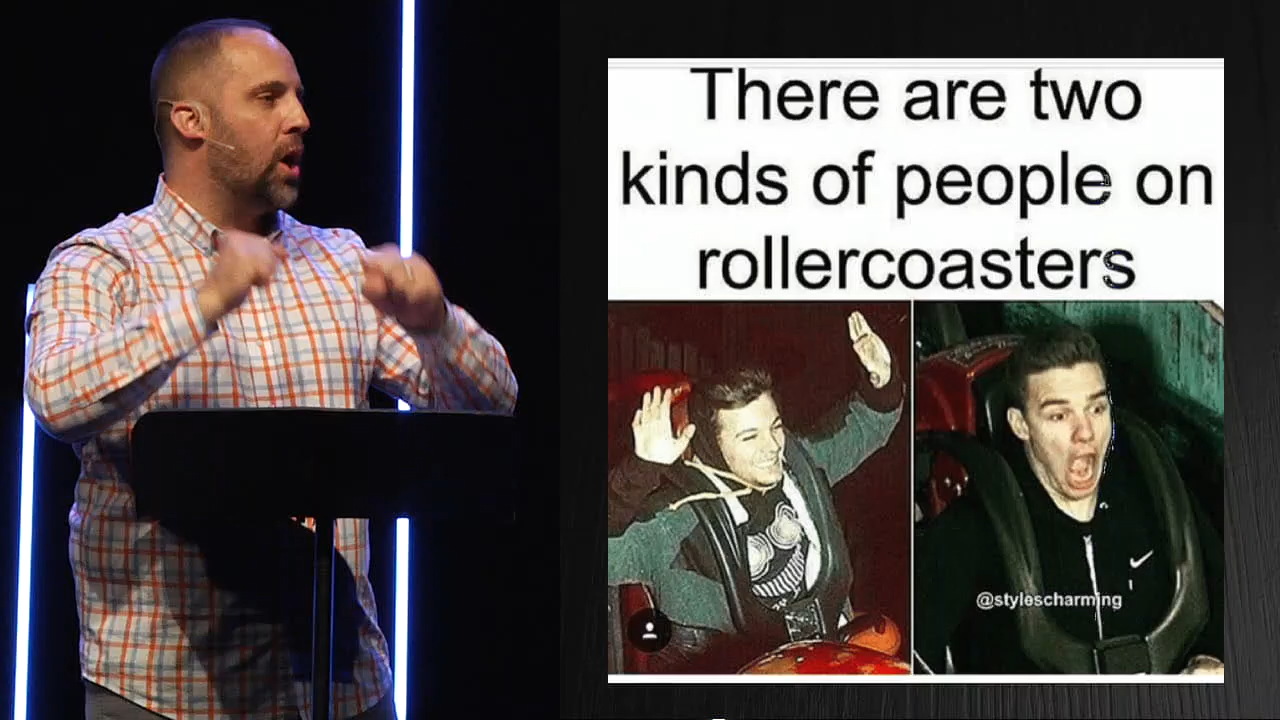 There are two
kinds of people on
rollercoasters
@stylescharming